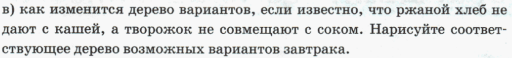 в) как изменится дерево вариантов, если известно, что ржаной хлеб не
дают с кашей, а творожок не совмещают с соком. Нарисуйте соответ-
ствующее дерево возможных вариантов завтрака.